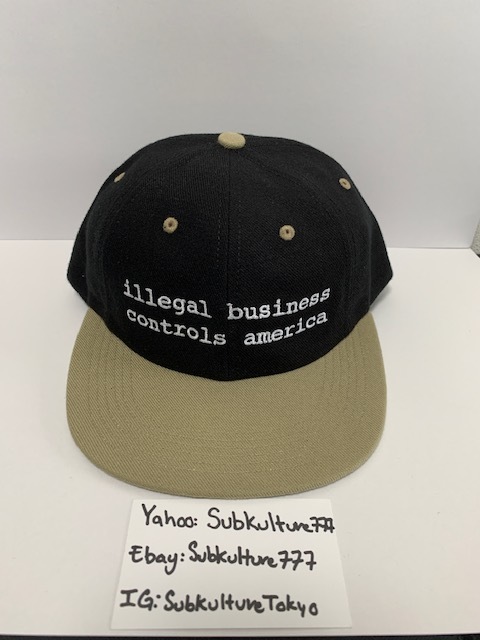 illegal business
controls america
Yahoo: Subkulture777
Ebay: Subkulture777
IG: SubkultureTokyo